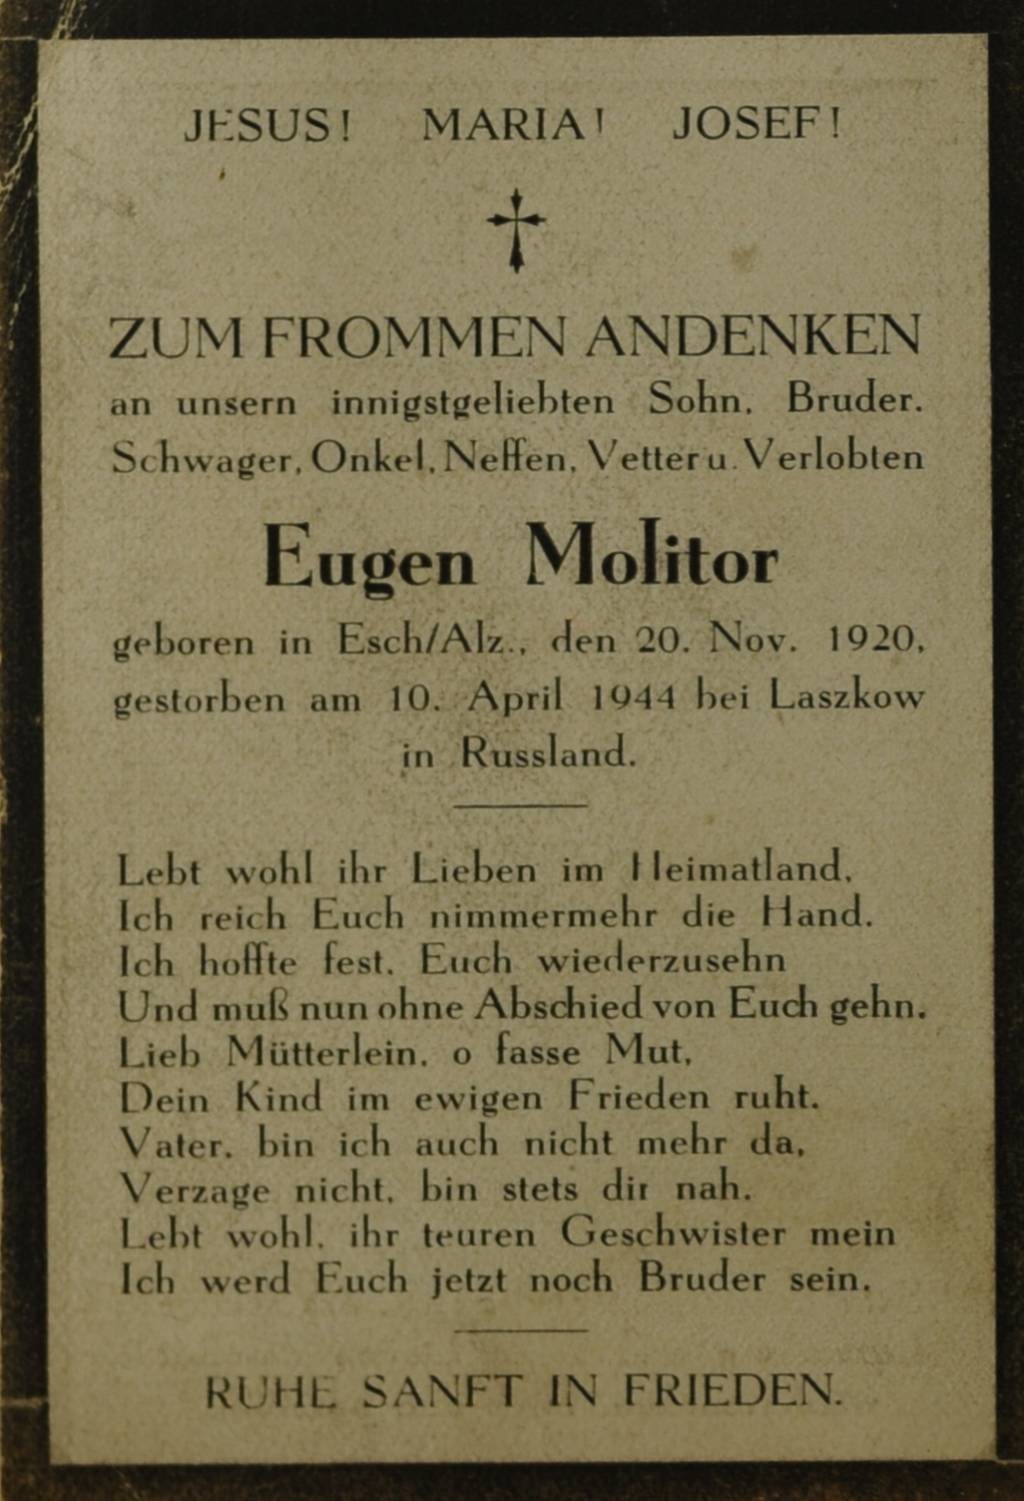 JESUS! MARIA! JOSEF!
ZUM FROMMEN ANDENKEN
an unsern innigstgeliebten Sohn, Bruder,
Schwager, Onkel, Neffen, Vetter u. Verlobten
Eugen Molitor
geboren in Esch/Alz., den 20. Nov. 1920,
gestorben am 10. April 1944 bei Laszkow
in Russland.
Lebt wohl ihr Lieben im Heimatland,
Ich reich Euch nimmermehr die Hand.
Ich hoffte fest, Euch wiederzusehn
Und muß nun ohne Abschied von Euch gehn.
Lieb Mütterlein, o fasse Mut,
Dein Kind im ewigen Frieden ruht.
Vater, bin ich auch nicht mehr da,
Verzage nicht, bin stets dir nah.
Lebt wohl, ihr teuren Geschwister mein
Ich werd Euch jetzt noch Bruder sein.
RUHE SANFT IN FRIEDEN.